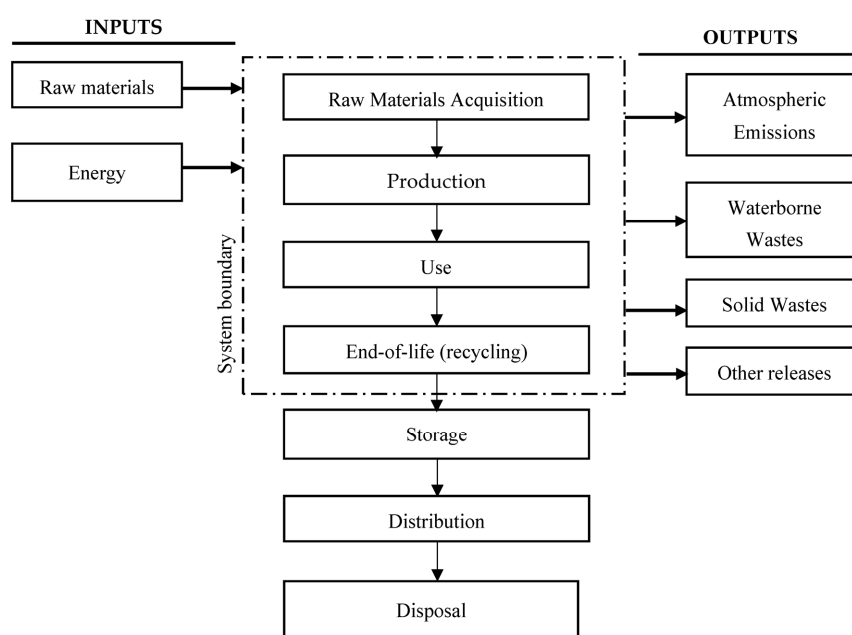 INPUTS
Raw materials
Energy
System boundary
Raw Materials Acquisition
Production
Use
End-of-life (recycling)
Storage
Distribution
Disposal
OUTPUTS
Atmospheric
Emissions
Waterborne
Wastes
Solid Wastes
Other releases